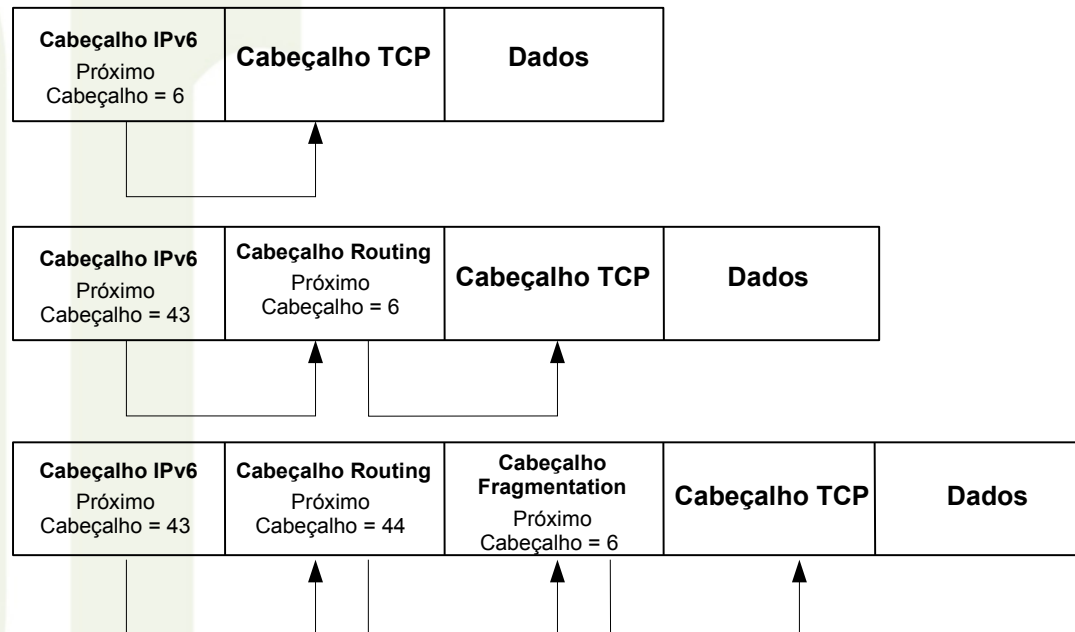 Cabeçalho IPv6
Próximo
Cabeçalho = 6
Cabeçalho TCP
Dados
Cabeçalho IPv6
Próximo
Cabeçalho = 43
Cabeçalho Routing
Próximo
Cabeçalho = 6
Cabeçalho TCP
Dados
Cabeçalho IPv6
Próximo
Cabeçalho = 43
Cabeçalho Routing
Próximo
Cabeçalho = 44
Cabeçalho
Fragmentation
Próximo
Cabeçalho = 6
Cabeçalho TCP
Dados